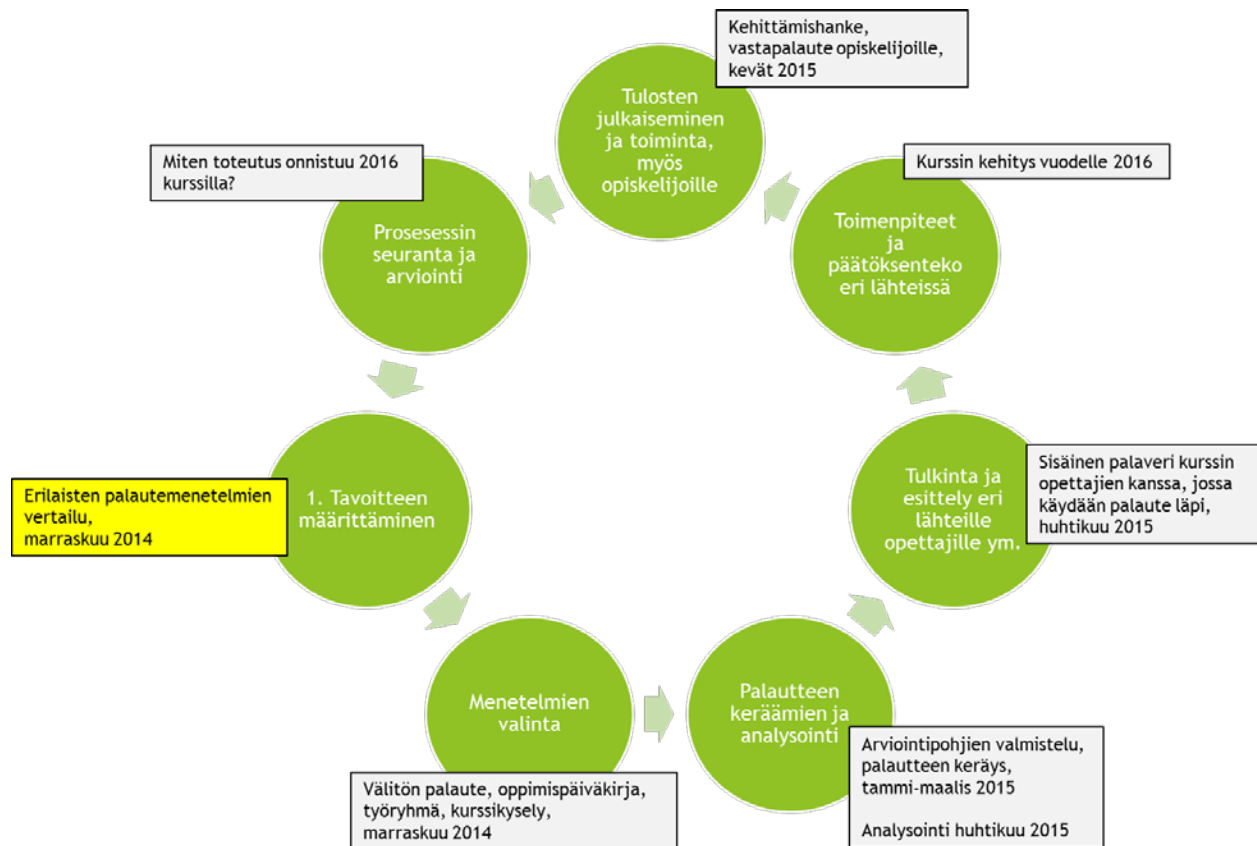 Kehittämishanke,
vastapalaute opiskelijoille,
kevät 2015
Tulosten
julkaiseminen
ja toiminta,
myös
opiskelijoille
Miten toteutus onnistuu 2016
kurssilla?
Prosesessin
seuranta ja
arviointi
Kurssin kehitys vuodelle 2016
Toimenpiteet
ja
päätöksenteko
eri lähteissä
Erilaisten palautemenetelmien
vertailu,
marraskuu 2014
1. Tavoitteen
määrittäminen
Tulkinta ja
esittely eri
lähteille
opettajille ym.
Sisäinen palaveri kurssin
opettajien kanssa, jossa
käydään palaute läpi,
huhtikuu 2015
Menetelmien
valinta
Välitön palaute, oppimispäiväkirja,
työryhmä, kurssikysely,
marraskuu 2014
Palautteen
keräämien ja
analysointi
Arviointipohjien valmistelu,
palautteen keräys,
tammi-maalis 2015
Analysointi huhtikuu 2015